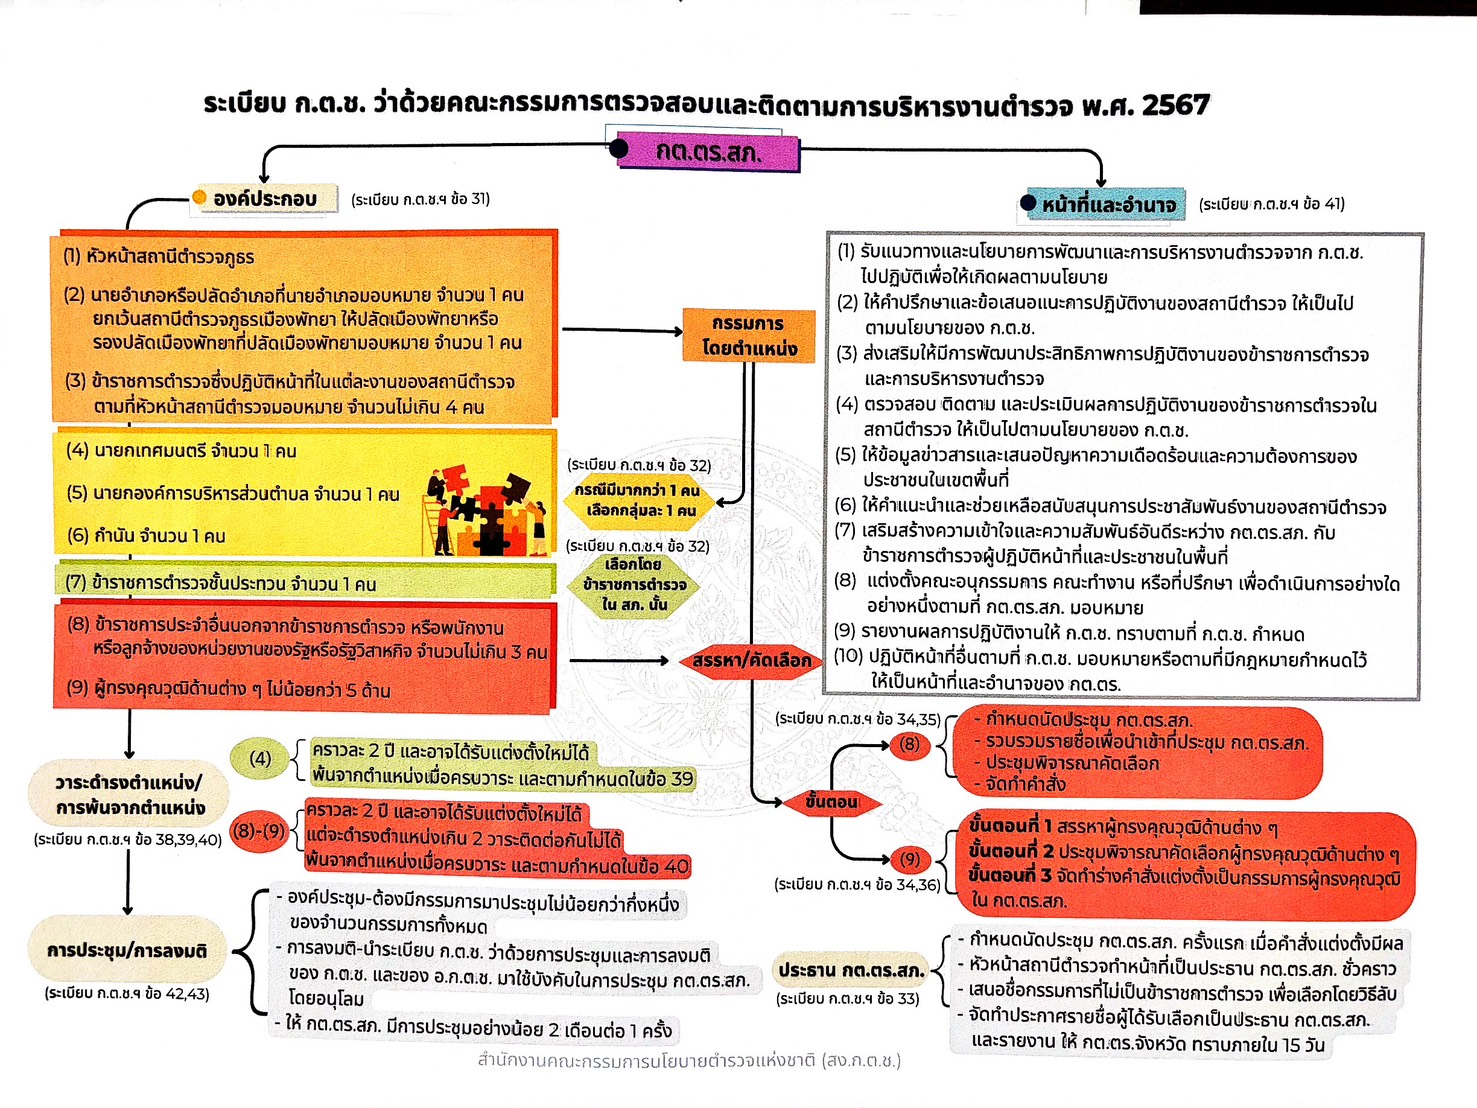 ระเบียบ ก.ต.ช. ว่าด้วยคณะกรรมการตรวจสอบและติดตามการบริหารงานตำรวจ พ.ศ. 2567
กต.ตร.สภ.
องค์ประกอบ
(ระเบียบ ก.ต.ช.ฯ ข้อ 31)
(1) หัวหน้าสถานีตำรวจภูธร
(2) นายอำเภอหรือปลัดอำเภอที่นายอำเภอมอบหมาย จำนวน 1 คน
ยกเว้นสถานีตำรวจภูธรเมืองพัทยา ให้ปลัดเมืองพัทยาหรือ
รองปลัดเมืองพัทยาที่ปลัดเมืองพัทยามอบหมาย จำนวน 1 คน
(3) ข้าราชการตำรวจซึ่งปฏิบัติหน้าที่ในแต่ละงานของสถานีตำรวจ
ตามที่หัวหน้าสถานีตำรวจมอบหมาย จำนวนไม่เกิน 4 คน
(4) นายกเทศมนตรี จำนวน 1 คน
(5) นายกองค์การบริหารส่วนตำบล จำนวน 1 คน
(6) กำนัน จำนวน 1 คน
(7) ข้าราชการตำรวจชั้นประทวน จำนวน 1 คน
(8) ข้าราชการประจำอื่นนอกจากข้าราชการตำรวจ หรือพนักงาน
หรือลูกจ้างของหน่วยงานของรัฐหรือรัฐวิสาหกิจ จำนวนไม่เกิน 3 คน
(9) ผู้ทรงคุณวุฒิด้านต่าง ๆ ไม่น้อยกว่า 5 ด้าน
กรรมการ
โดยตำแหน่ง
(ระเบียบ ก.ต.ช.ฯ ข้อ 32)
กรณีมีมากกว่า 1 คน
เลือกกลุ่มละ 1 คน
(ระเบียบ ก.ต.ช.ฯ ข้อ 32)
เลือกโดย
ข้าราชการตำรวจ
ใน สภ. นั้น
สรรหา/คัดเลือก
หน้าที่และอำนาจ
(ระเบียบ ก.ต.ช.ฯ ข้อ 41)
(1) รับแนวทางและนโยบายการพัฒนาและการบริหารงานตำรวจจาก ก.ต.ช.
ไปปฏิบัติเพื่อให้เกิดผลตามนโยบาย
(2) ให้คำปรึกษาและข้อเสนอแนะการปฏิบัติงานของสถานีตำรวจ ให้เป็นไป
ตามนโยบายของ ก.ต.ช.
(3) ส่งเสริมให้มีการพัฒนาประสิทธิภาพการปฏิบัติงานของข้าราชการตำรวจ
และการบริหารงานตำรวจ
(4) ตรวจสอบ ติดตาม และประเมินผลการปฏิบัติงานของข้าราชการตำรวจใน
สถานีตำรวจ ให้เป็นไปตามนโยบายของ ก.ต.ช.
(5) ให้ข้อมูลข่าวสารและเสนอปัญหาความเดือดร้อนและความต้องการของ
ประชาชนในเขตพื้นที่
(6) ให้คำแนะนำและช่วยเหลือสนับสนุนการประชาสัมพันธ์งานของสถานีตำรวจ
(7) เสริมสร้างความเข้าใจและความสัมพันธ์อันดีระหว่าง กต.ตร.สภ. กับ
ข้าราชการตำรวจผู้ปฏิบัติหน้าที่และประชาชนในพื้นที่
(8) แต่งตั้งคณะอนุกรรมการ คณะทำงาน หรือที่ปรึกษา เพื่อดำเนินการอย่างใด
อย่างหนึ่งตามที่ กต.ตร.สภ. มอบหมาย
(9) รายงานผลการปฏิบัติงานให้ ก.ต.ช. ทราบตามที่ ก.ต.ช. กำหนด
(10) ปฏิบัติหน้าที่อื่นตามที่ ก.ต.ช. มอบหมายหรือตามที่มีกฎหมายกำหนดไว้
ให้เป็นหน้าที่และอำนาจของ กต.ตร.
วาระดำรงตำแหน่ง/
การพ้นจากตำแหน่ง
(ระเบียบ ก.ต.ช.ฯ ข้อ 38,39,40)
(4)
คราวละ 2 ปี และอาจได้รับแต่งตั้งใหม่ได้
พ้นจากตำแหน่งเมื่อครบวาระ และตามกำหนดในข้อ 39
(8)-(9)
คราวละ 2 ปี และอาจได้รับแต่งตั้งใหม่ได้
แต่จะดำรงตำแหน่งเกิน 2 วาระติดต่อกันไม่ได้
พ้นจากตำแหน่งเมื่อครบวาระ และตามกำหนดในข้อ 40
การประชุม/การลงมติ
(ระเบียบ ก.ต.ช.ฯ ข้อ 42,43)
- องค์ประชุม-ต้องมีกรรมการมาประชุมไม่น้อยกว่ากึ่งหนึ่ง
ของจำนวนกรรมการทั้งหมด
- การลงมติ-นำระเบียบ ก.ต.ช. ว่าด้วยการประชุมและการลงมติ
ของ ก.ต.ช. และของ อ.ก.ต.ช. มาใช้บังคับในการประชุม กต.ตร.สภ.
โดยอนุโลม
- ให้ กต.ตร.สภ. มีการประชุมอย่างน้อย 2 เดือนต่อ 1 ครั้ง
ขั้นตอน
(ระเบียบ ก.ต.ช.ฯ ข้อ 34,35)
(8)
- กำหนดนัดประชุม กต.ตร.สภ.
- รวบรวมรายชื่อเพื่อนำเข้าที่ประชุม กต.ตร.สภ.
- ประชุมพิจารณาคัดเลือก
- จัดทำคำสั่ง
(9)
(ระเบียบ ก.ต.ช.ฯ ข้อ 34,36)
ขั้นตอนที่ 1 สรรหาผู้ทรงคุณวุฒิด้านต่าง ๆ
ขั้นตอนที่ 2 ประชุมพิจารณาคัดเลือกผู้ทรงคุณวุฒิด้านต่าง ๆ
ขั้นตอนที่ 3 จัดทำร่างคำสั่งแต่งตั้งเป็นกรรมการผู้ทรงคุณวุฒิ
ใน กต.ตร.สภ.
ประธาน กต.ตร.สภ.
(ระเบียบ ก.ต.ช.ฯ ข้อ 33)
- กำหนดนัดประชุม กต.ตร.สภ. ครั้งแรก เมื่อคำสั่งแต่งตั้งมีผล
- หัวหน้าสถานีตำรวจทำหน้าที่เป็นประธาน กต.ตร.สภ. ชั่วคราว
- เสนอชื่อกรรมการที่ไม่เป็นข้าราชการตำรวจ เพื่อเลือกโดยวิธีลับ
- จัดทำประกาศรายชื่อผู้ได้รับเลือกเป็นประธาน กต.ตร.สภ.
และรายงาน ให้ กต.ตร.จังหวัด ทราบภายใน 15 วัน
สำนักงานคณะกรรมการนโยบายตำรวจแห่งชาติ (สง.ก.ต.ช.)